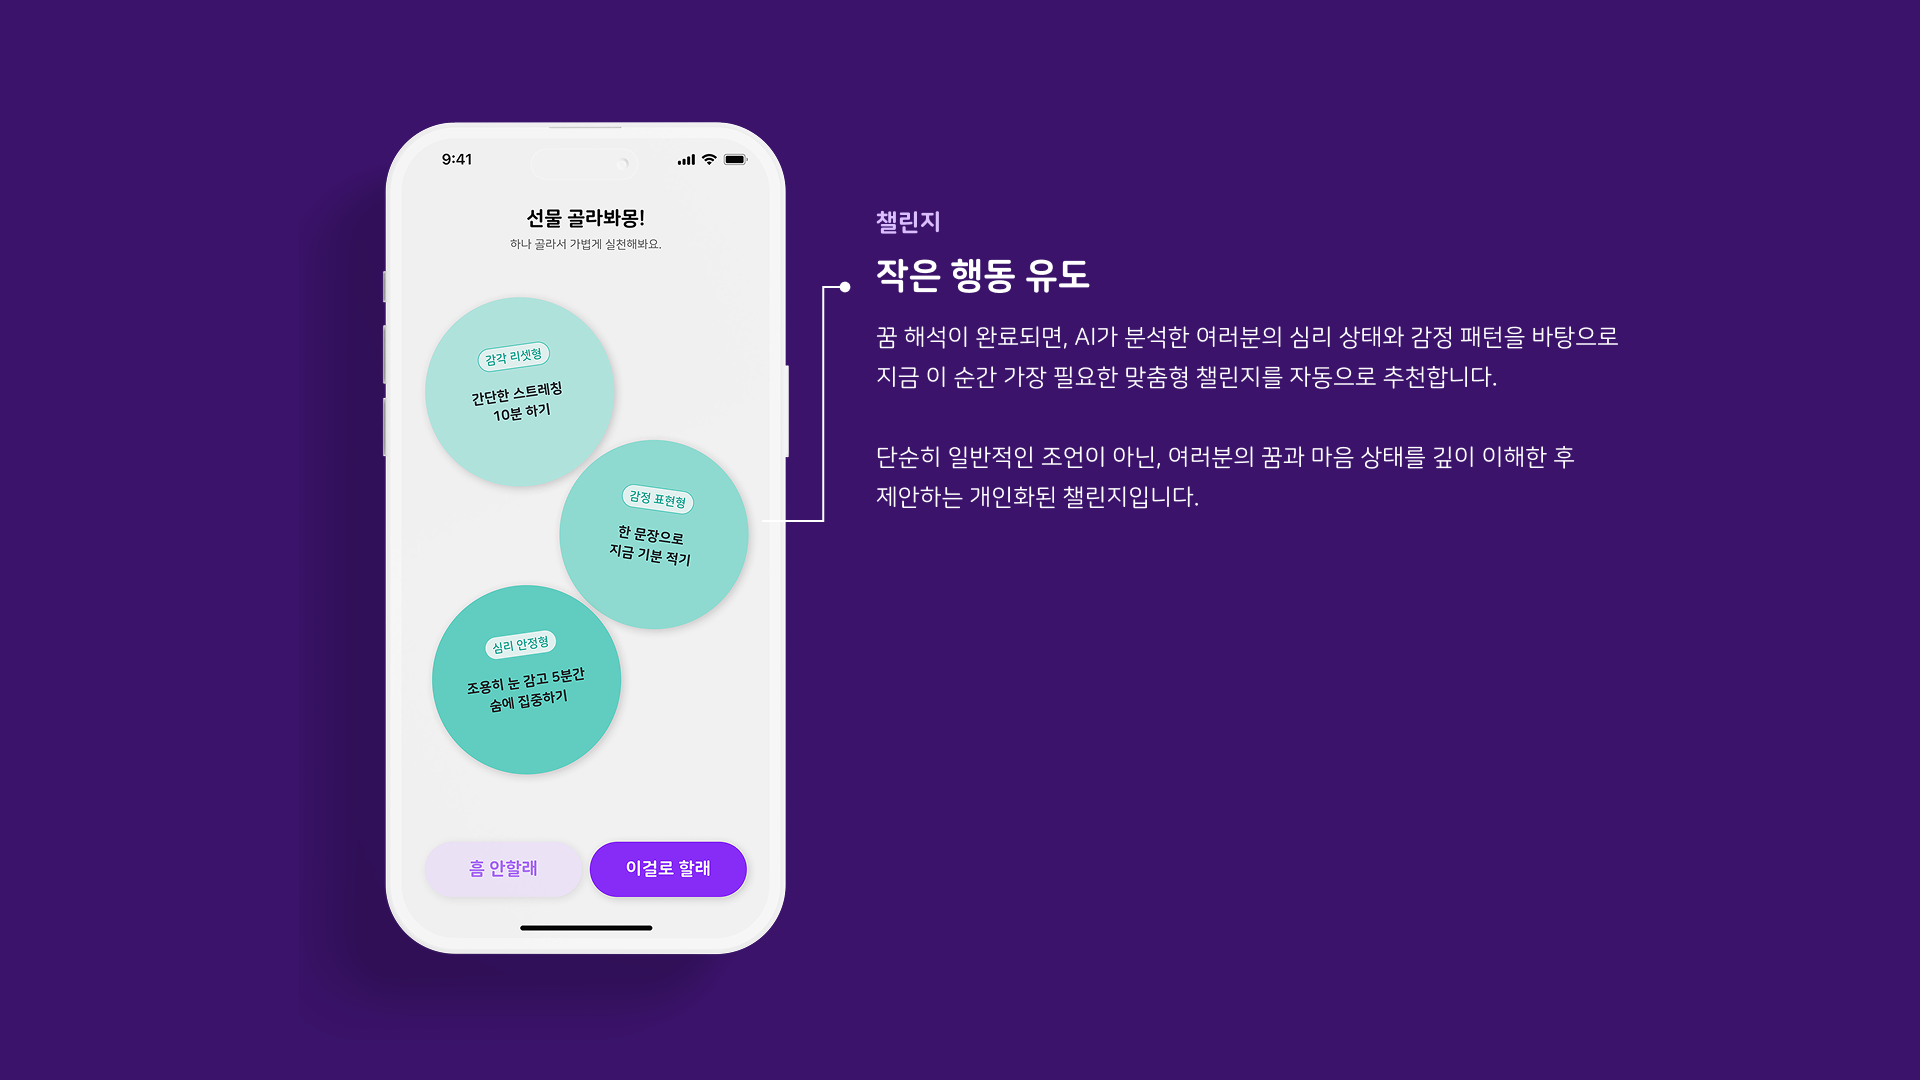 9:41
선물 골라봐몽!
하나 골라서 가볍게 실천해봐요.
감각 리셋형
간단한 스트레칭
10분 하기
감정 표현형
한 문장으로
지금 기분 적기
심리 안정형
조용히 눈 감고 5분간
숨에 집중하기
흠 안할래
이걸로 할래
챌린지
작은 행동 유도
꿈 해석이 완료되면, AI가 분석한 여러분의 심리 상태와 감정 패턴을 바탕으로
지금 이 순간 가장 필요한 맞춤형 챌린지를 자동으로 추천합니다.
단순히 일반적인 조언이 아닌, 여러분의 꿈과 마음 상태를 깊이 이해한 후
제안하는 개인화된 챌린지입니다.